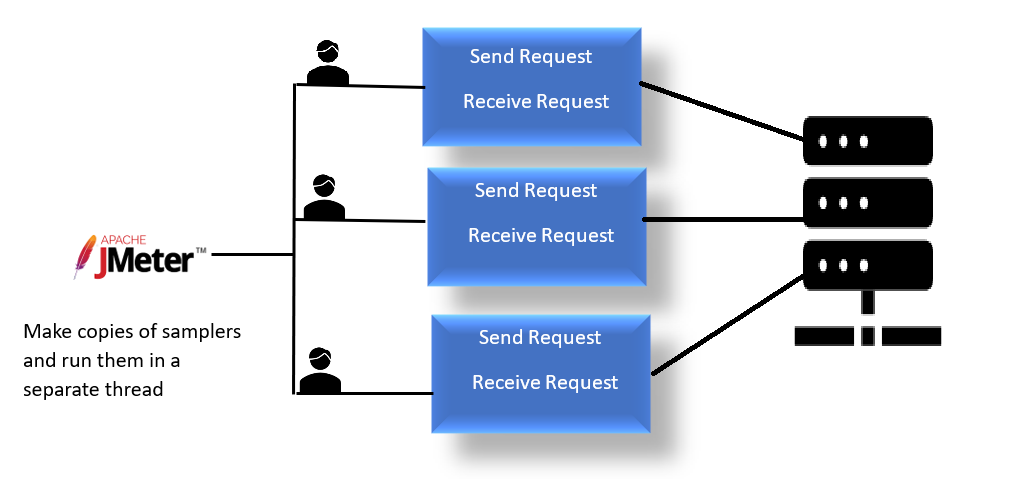 Send Request
Receive Request
Send Request
Receive Request
APACHE
JMeter™
Make copies of samplers
and run them in a
separate thread
Send Request
Receive Request